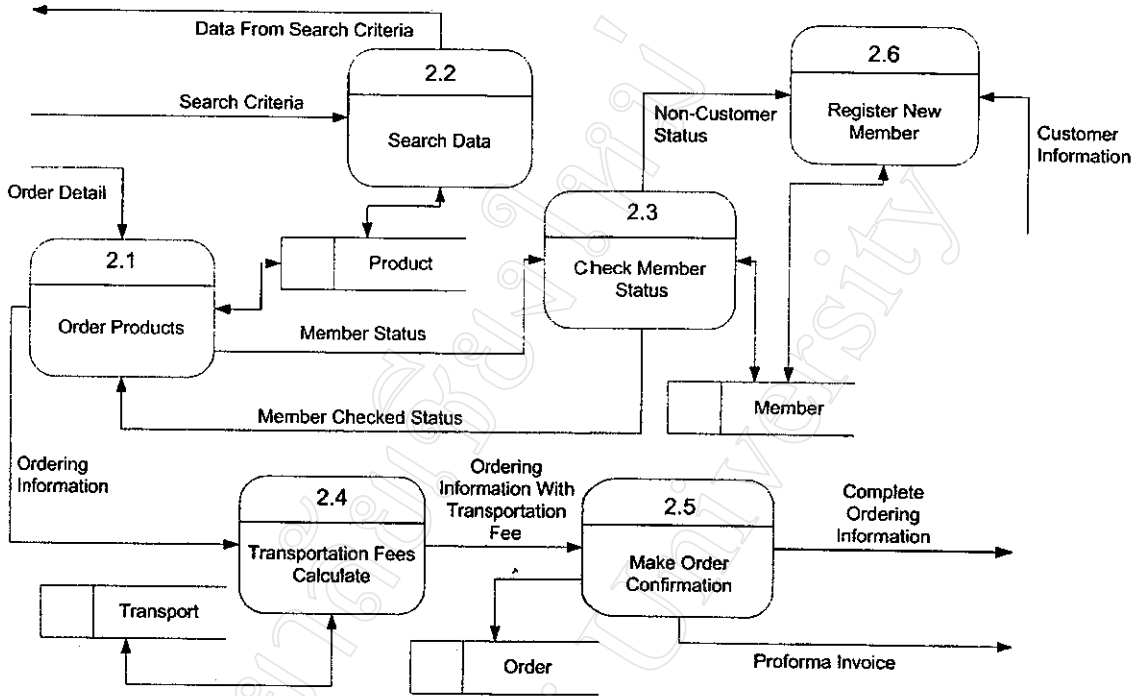 Data From Search Criteria
2.2
Search Data
Search Criteria
2.6
Register New
Member
Non-Customer
Status
Customer
Information
Order Detail
2.1
Order Products
Product
2.3
Check Member
Status
Member Status
Member Checked Status
Member
Ordering
Information
2.4
Transportation Fees
Calculate
Ordering
Information With
Transportation
Fee
2.5
Make Order
Confirmation
Complete
Ordering
Information
Transport
Order
Proforma Invoice
University